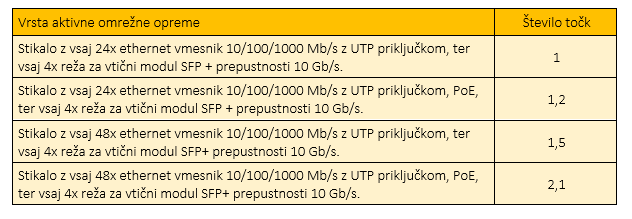 Vrsta aktivne omrežne opreme Število točk
Stikalo z vsaj 24x ethernet vmesnik 10/100/1000 Mb/s z UTP priključkom, ter
vsaj 4x reža za vtični modul SFP + prepustnosti 10 Gb/s.
1
Stikalo z vsaj 24x ethernet vmesnik 10/100/1000 Mb/s z UTP priključkom, PoE,
ter vsaj 4x reža za vtični modul SFP + prepustnosti 10 Gb/s.
1,2
Stikalo z vsaj 48x ethernet vmesnik 10/100/1000 Mb/s z UTP priključkom, ter
vsaj 4x reža za vtični modul SFP+ prepustnosti 10 Gb/s.
1,5
Stikalo z vsaj 48x ethernet vmesnik 10/100/1000 Mb/s z UTP priključkom, PoE,
ter vsaj 4x reža za vtični modul SFP+ prepustnosti 10 Gb/s.
2,1